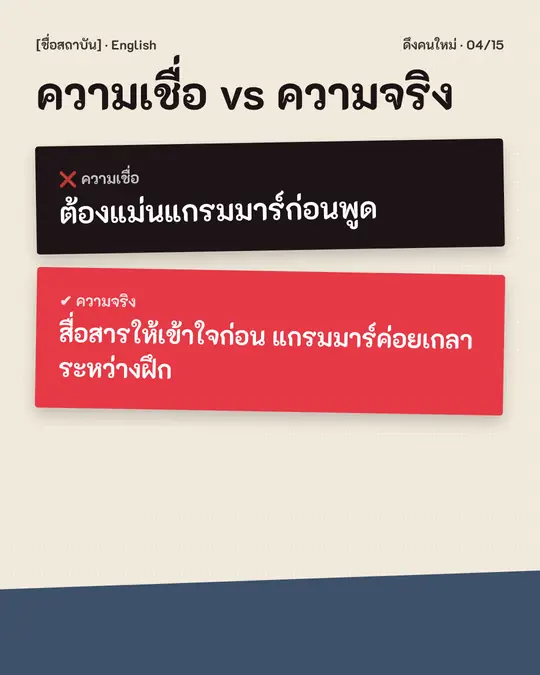 [ชื่อสถาบัน] · English
ดึงคนใหม่ · 04/15
ความเชื่อ vs ความจริง
❌ ความเชื่อ
ต้องแม่นแกรมมาร์ก่อนพูด
✔ ความจริง
สื่อสารให้เข้าใจก่อน แกรมมาร์ค่อยเกลา
ระหว่างฝึก